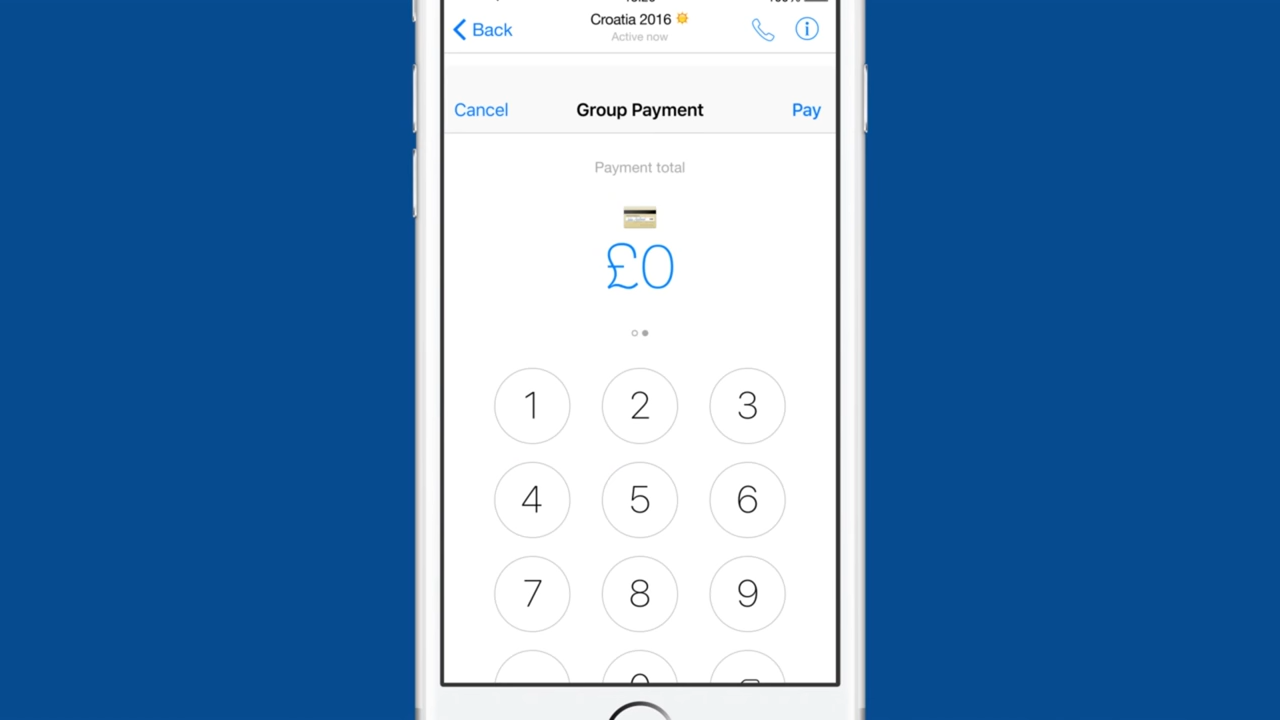 Croatia 2016
Back
Active now
Cancel Group Payment Pay
Payment total
£0
1 2 3
4 5 6
7 8 9